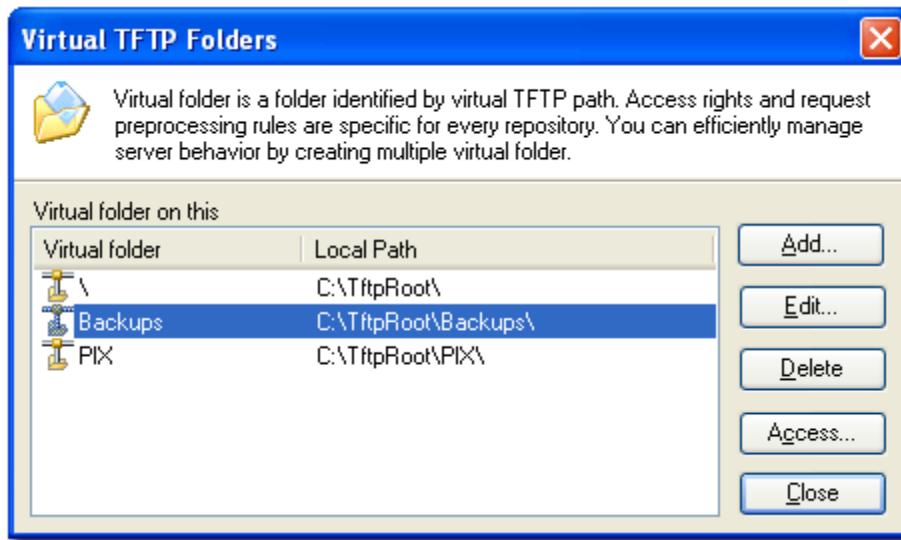 Virtual TFTP Folders
Virtual folder is a folder identified by virtual TFTP path. Access rights and request
preprocessing rules are specific for every repository. You can efficiently manage
server behavior by creating multiple virtual folder.
Virtual folder on this
Virtual folder Local Path
\ C:\TftpRoot\
Backups C:\TftpRoot\Backups\
PIX C:\TftpRoot\PIX\
Add...
Edit...
Delete
Access...
Close